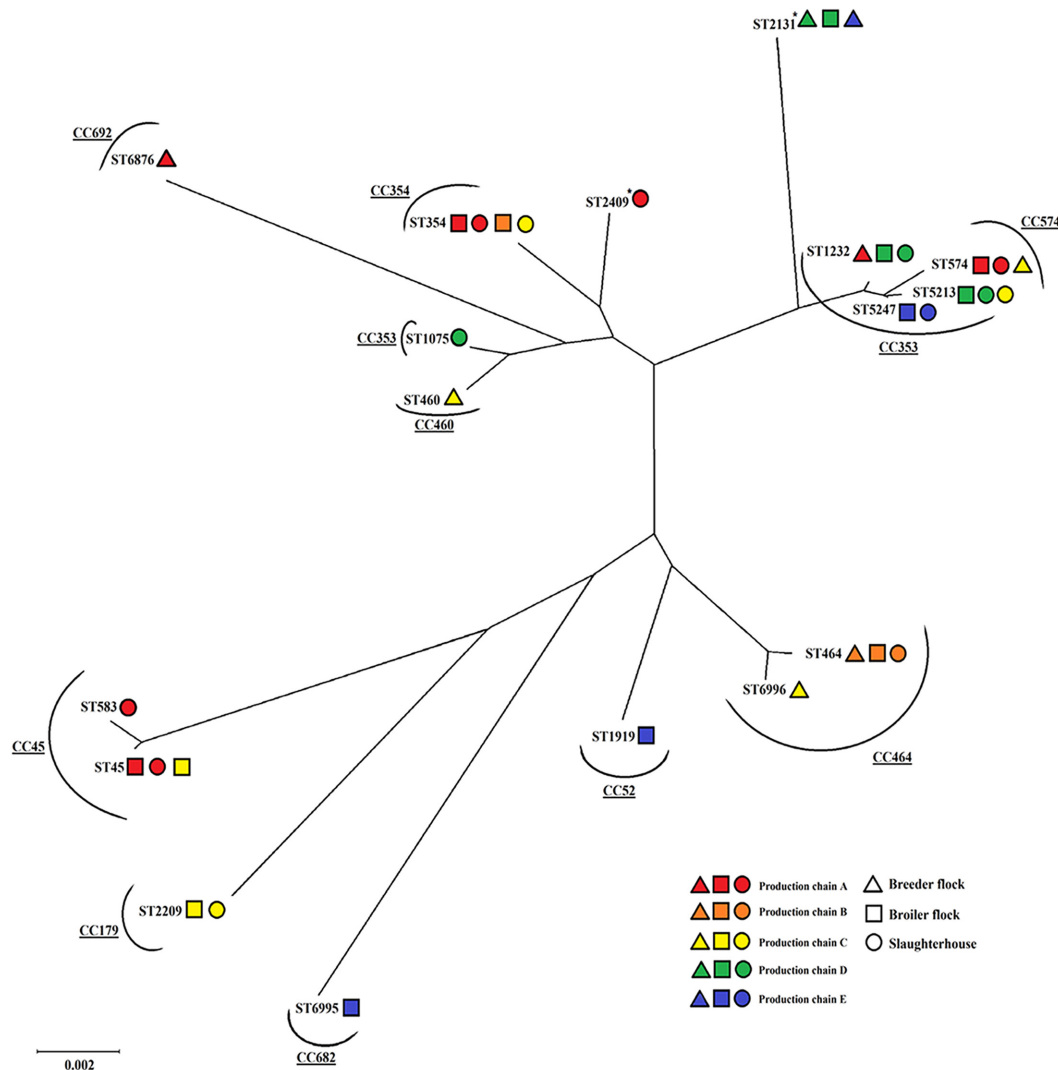 ST2131*
CC692
ST6876
CC354
ST354
ST2409*
CC574
ST1232
ST574
ST5213
ST5247
CC353
CC353
ST1075
ST460
CC460
ST464
ST6996
CC464
ST583
CC45
ST45
ST1919
CC52
ST2209
CC179
ST6995
CC682
Production chain A
Production chain B
Production chain C
Production chain D
Production chain E
Breeder flock
Broiler flock
Slaughterhouse
0.002